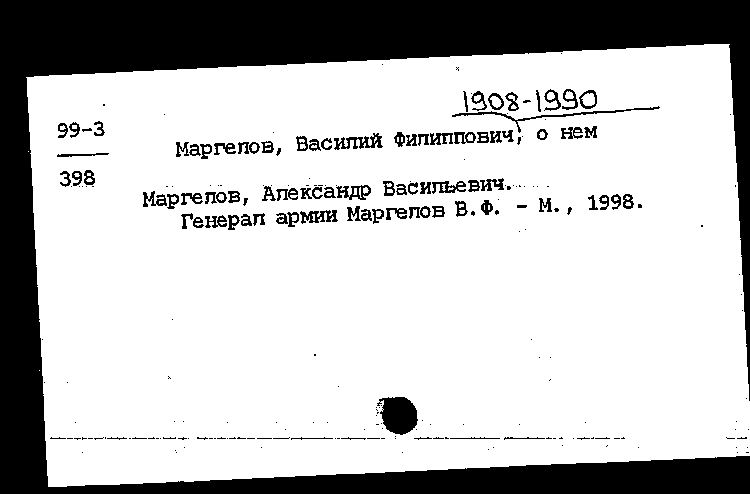 1908-1990
99-3
Маргелов, Василий Филиппович, о нем
398
Маргелов, Александр Васильевич.
Генерал армии Маргелов В.Ф. - М., 1998.